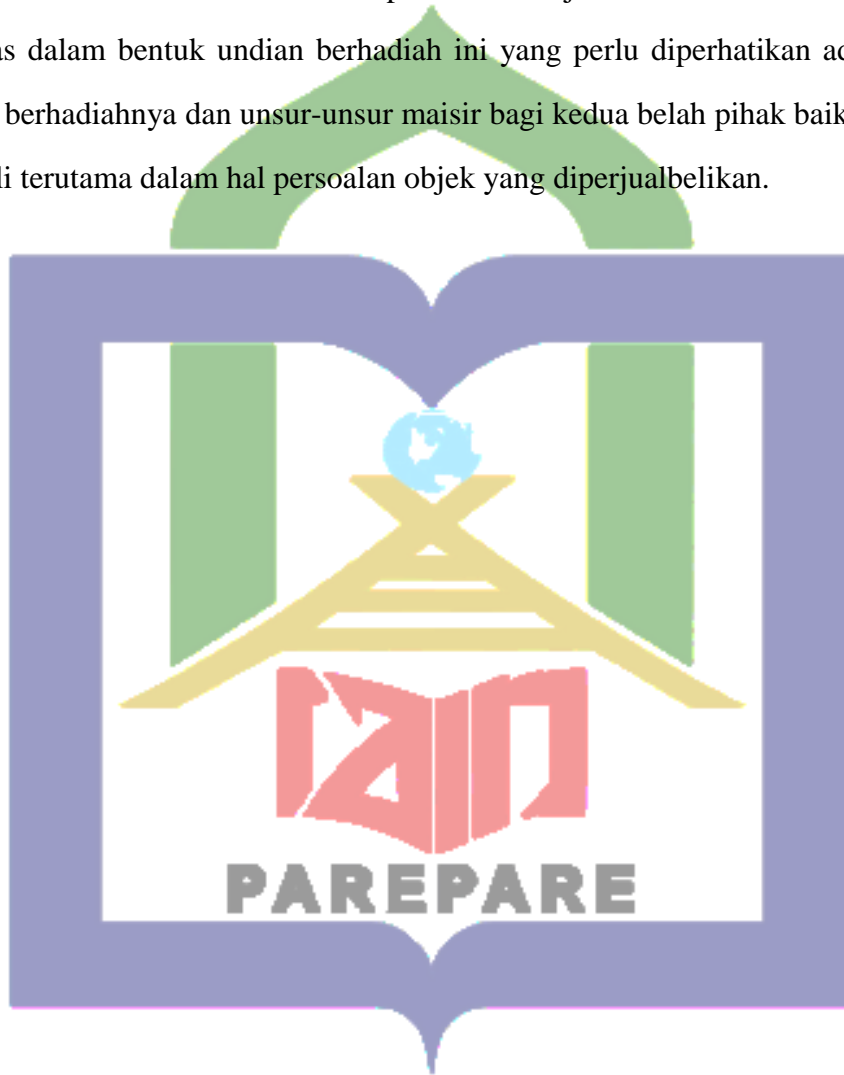 as dalam bentuk undian berhadiah ini yang perlu diperhatikan
berhadiahnya dan unsur-unsur maisir bagi kedua belah pihak baik
li terutama dalam hal persoalan objek yang diperjualbelikan.
iain
PAREPARE